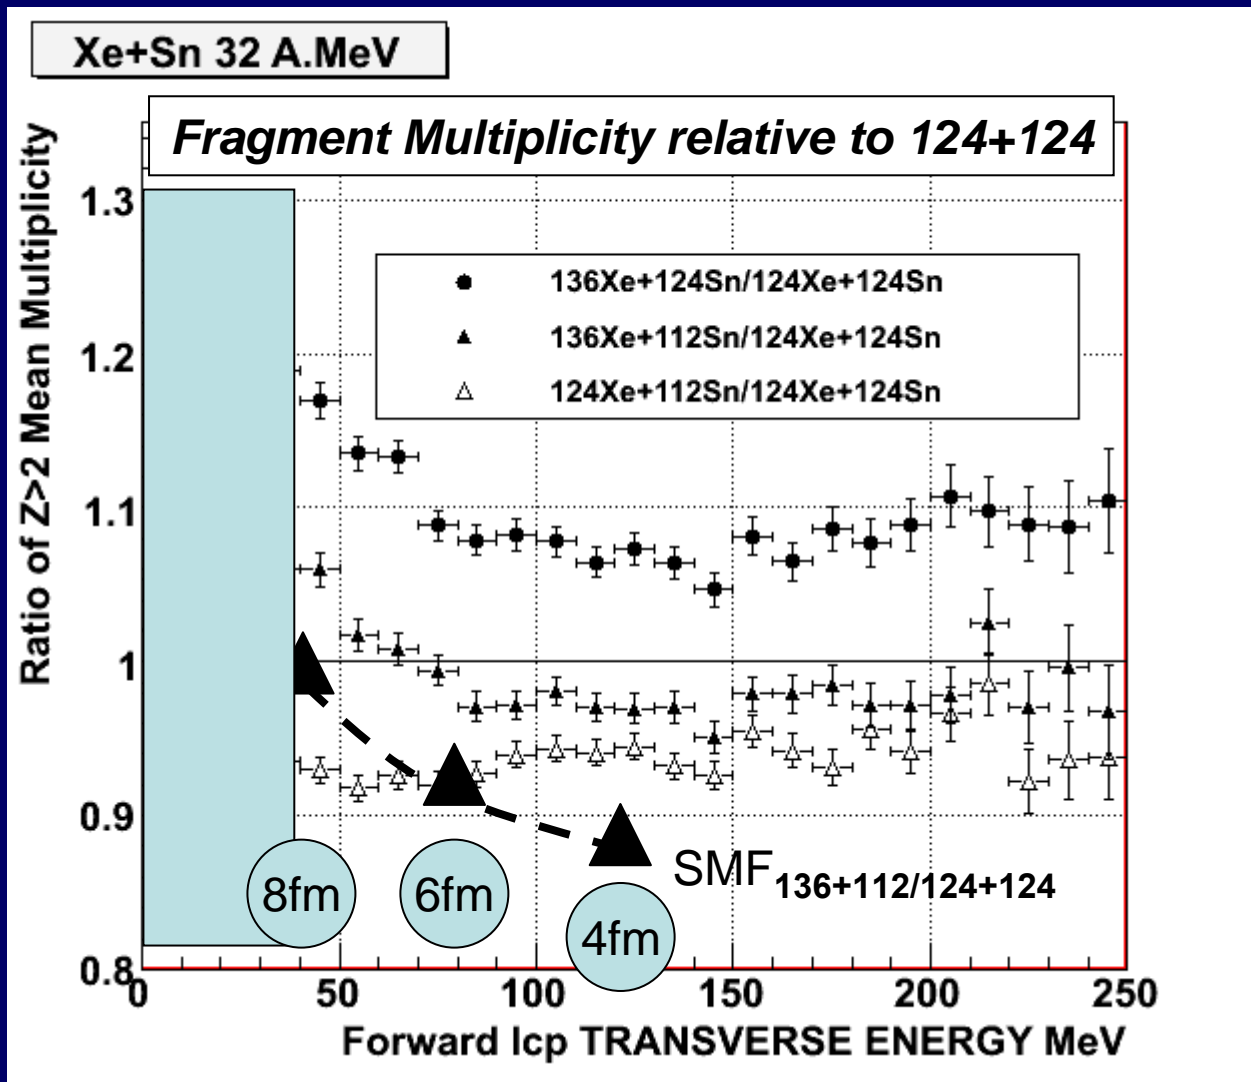 Xe+Sn 32 A.MeV
Fragment Multiplicity relative to 124+124
Ratio of Z>2 Mean Multiplicity
1.3
1.2
1.1
1
0.9
0.8
136Xe+124Sn/124Xe+124Sn
136Xe+112Sn/124Xe+124Sn
124Xe+112Sn/124Xe+124Sn
SMF136+112/124+124
8fm
6fm
4fm
0 50 100 150 200 250
Forward lcp TRANSVERSE ENERGY MeV